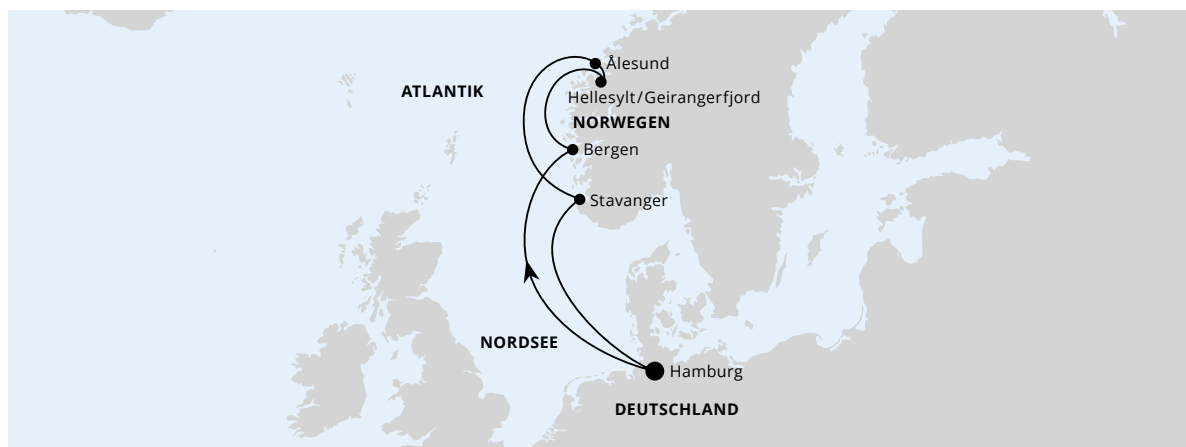 Ålesund
ATLANTIK
Hellesylt/Geirangerfjord
NORWEGEN
Bergen
Stavanger
NORDSEE
Hamburg
DEUTSCHLAND